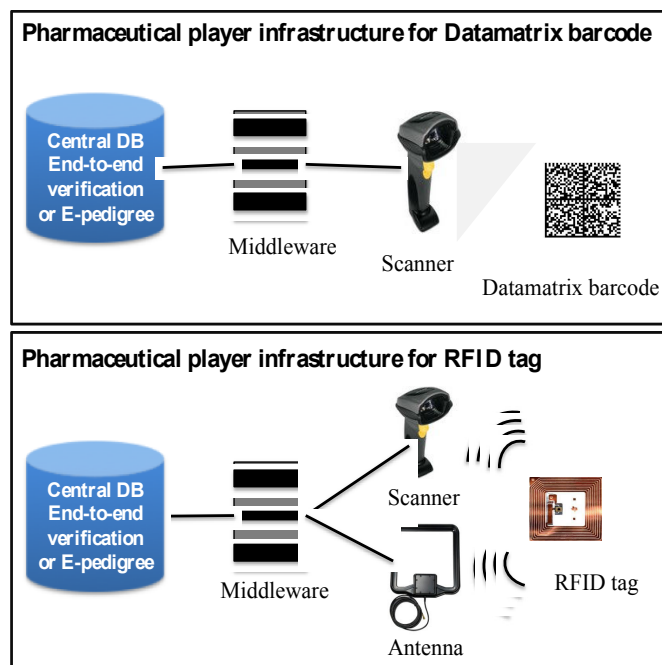 Pharmaceutical player infrastructure for Datamatrix barcode
Central DB
End-to-end
verification
or E-pedigree
Middleware
Scanner
Datamatrix barcode
Pharmaceutical player infrastructure for RFID tag
Central DB
End-to-end
verification
or E-pedigree
Middleware
Scanner
Antenna
RFID tag